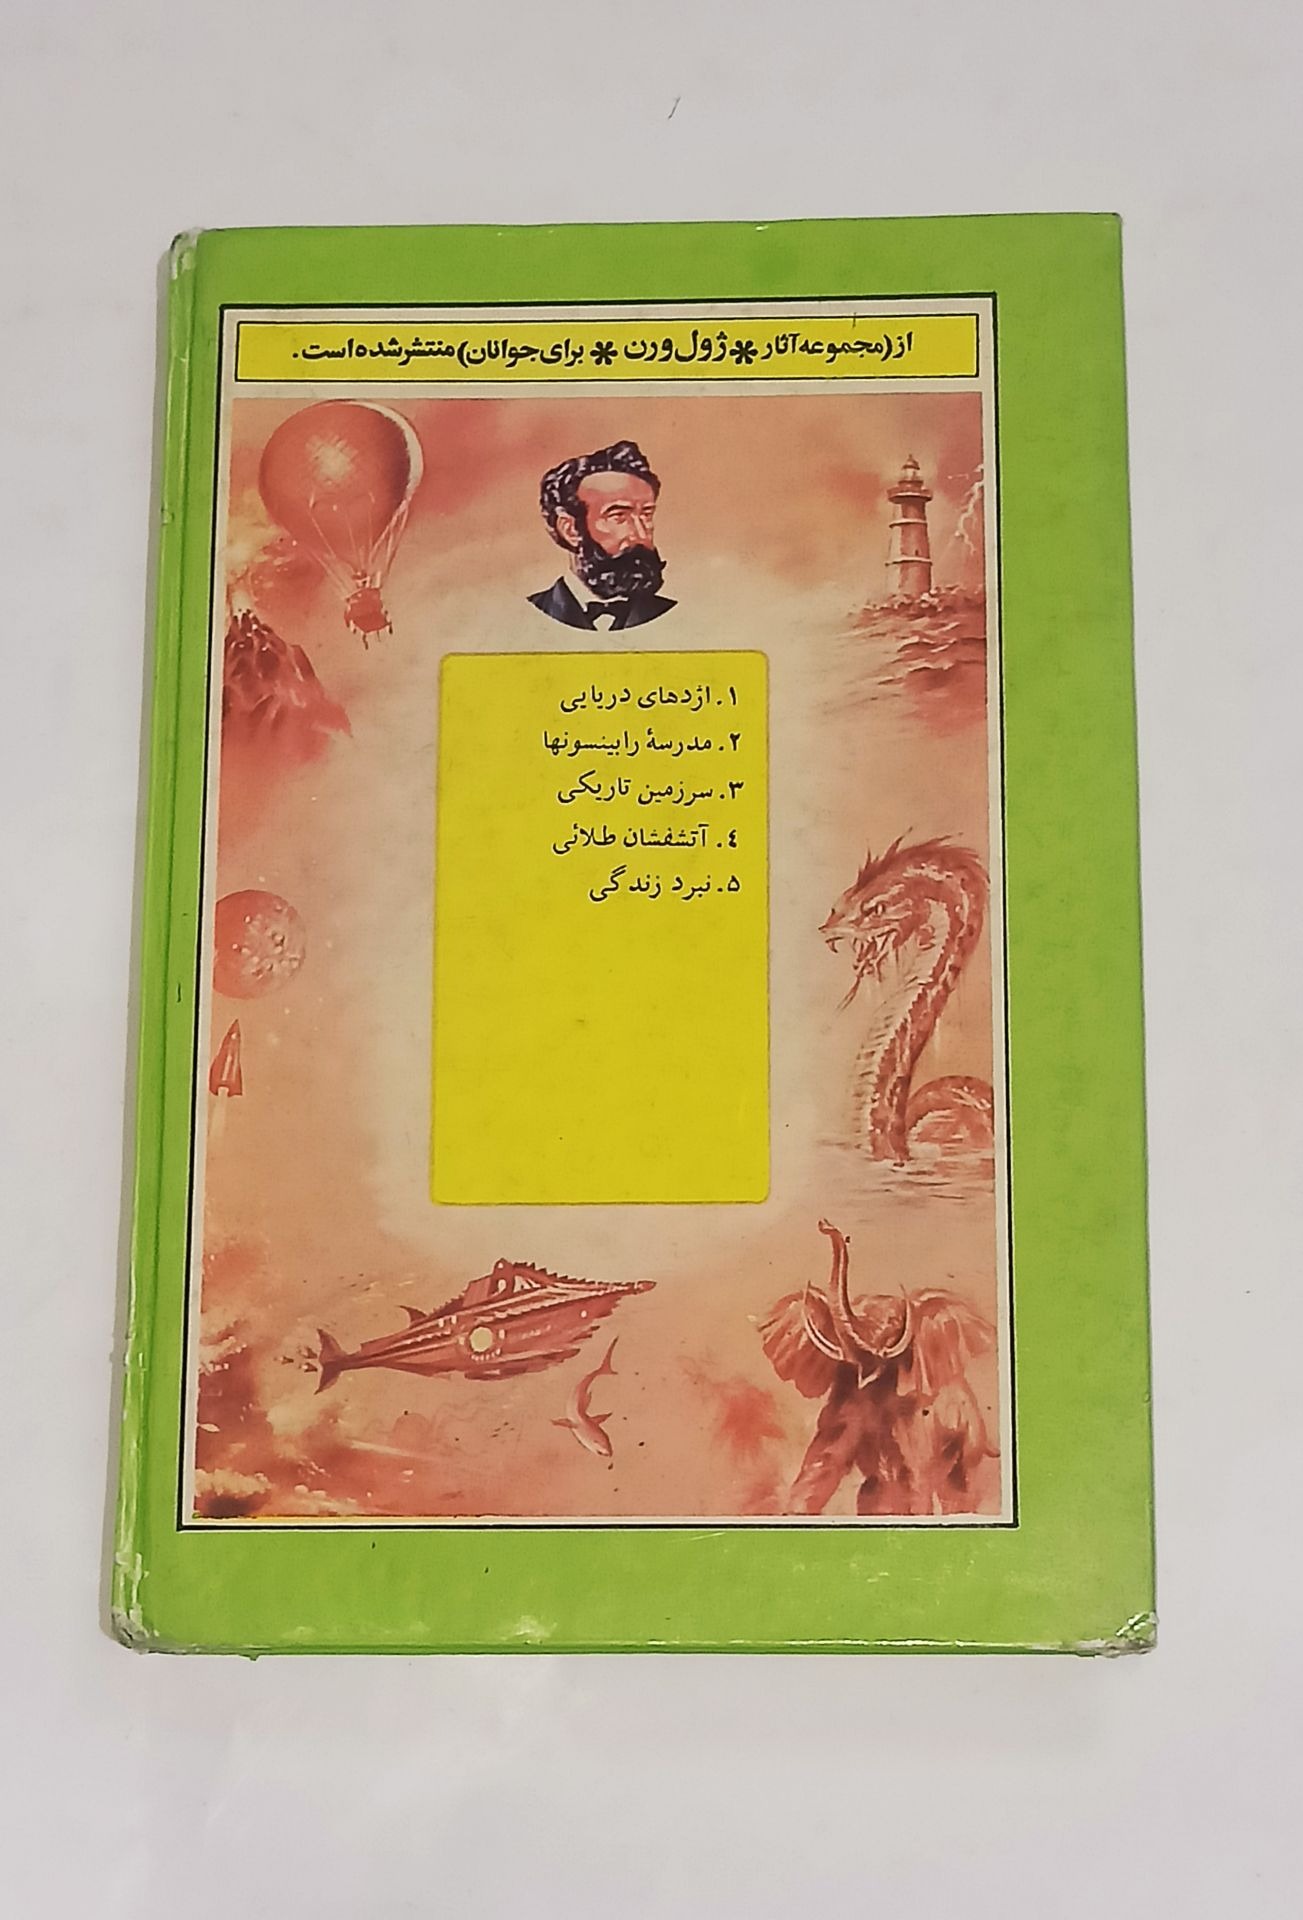 از (مجموعه آثار * ژول ورن * برای جوانان) منتشر شده است.
۱. اژدهای دریایی
۲. مدرسهٔ رابینسونها
۳. سرزمین تاریکی
٤. آتشفشان طلائی
۵. نبرد زندگی